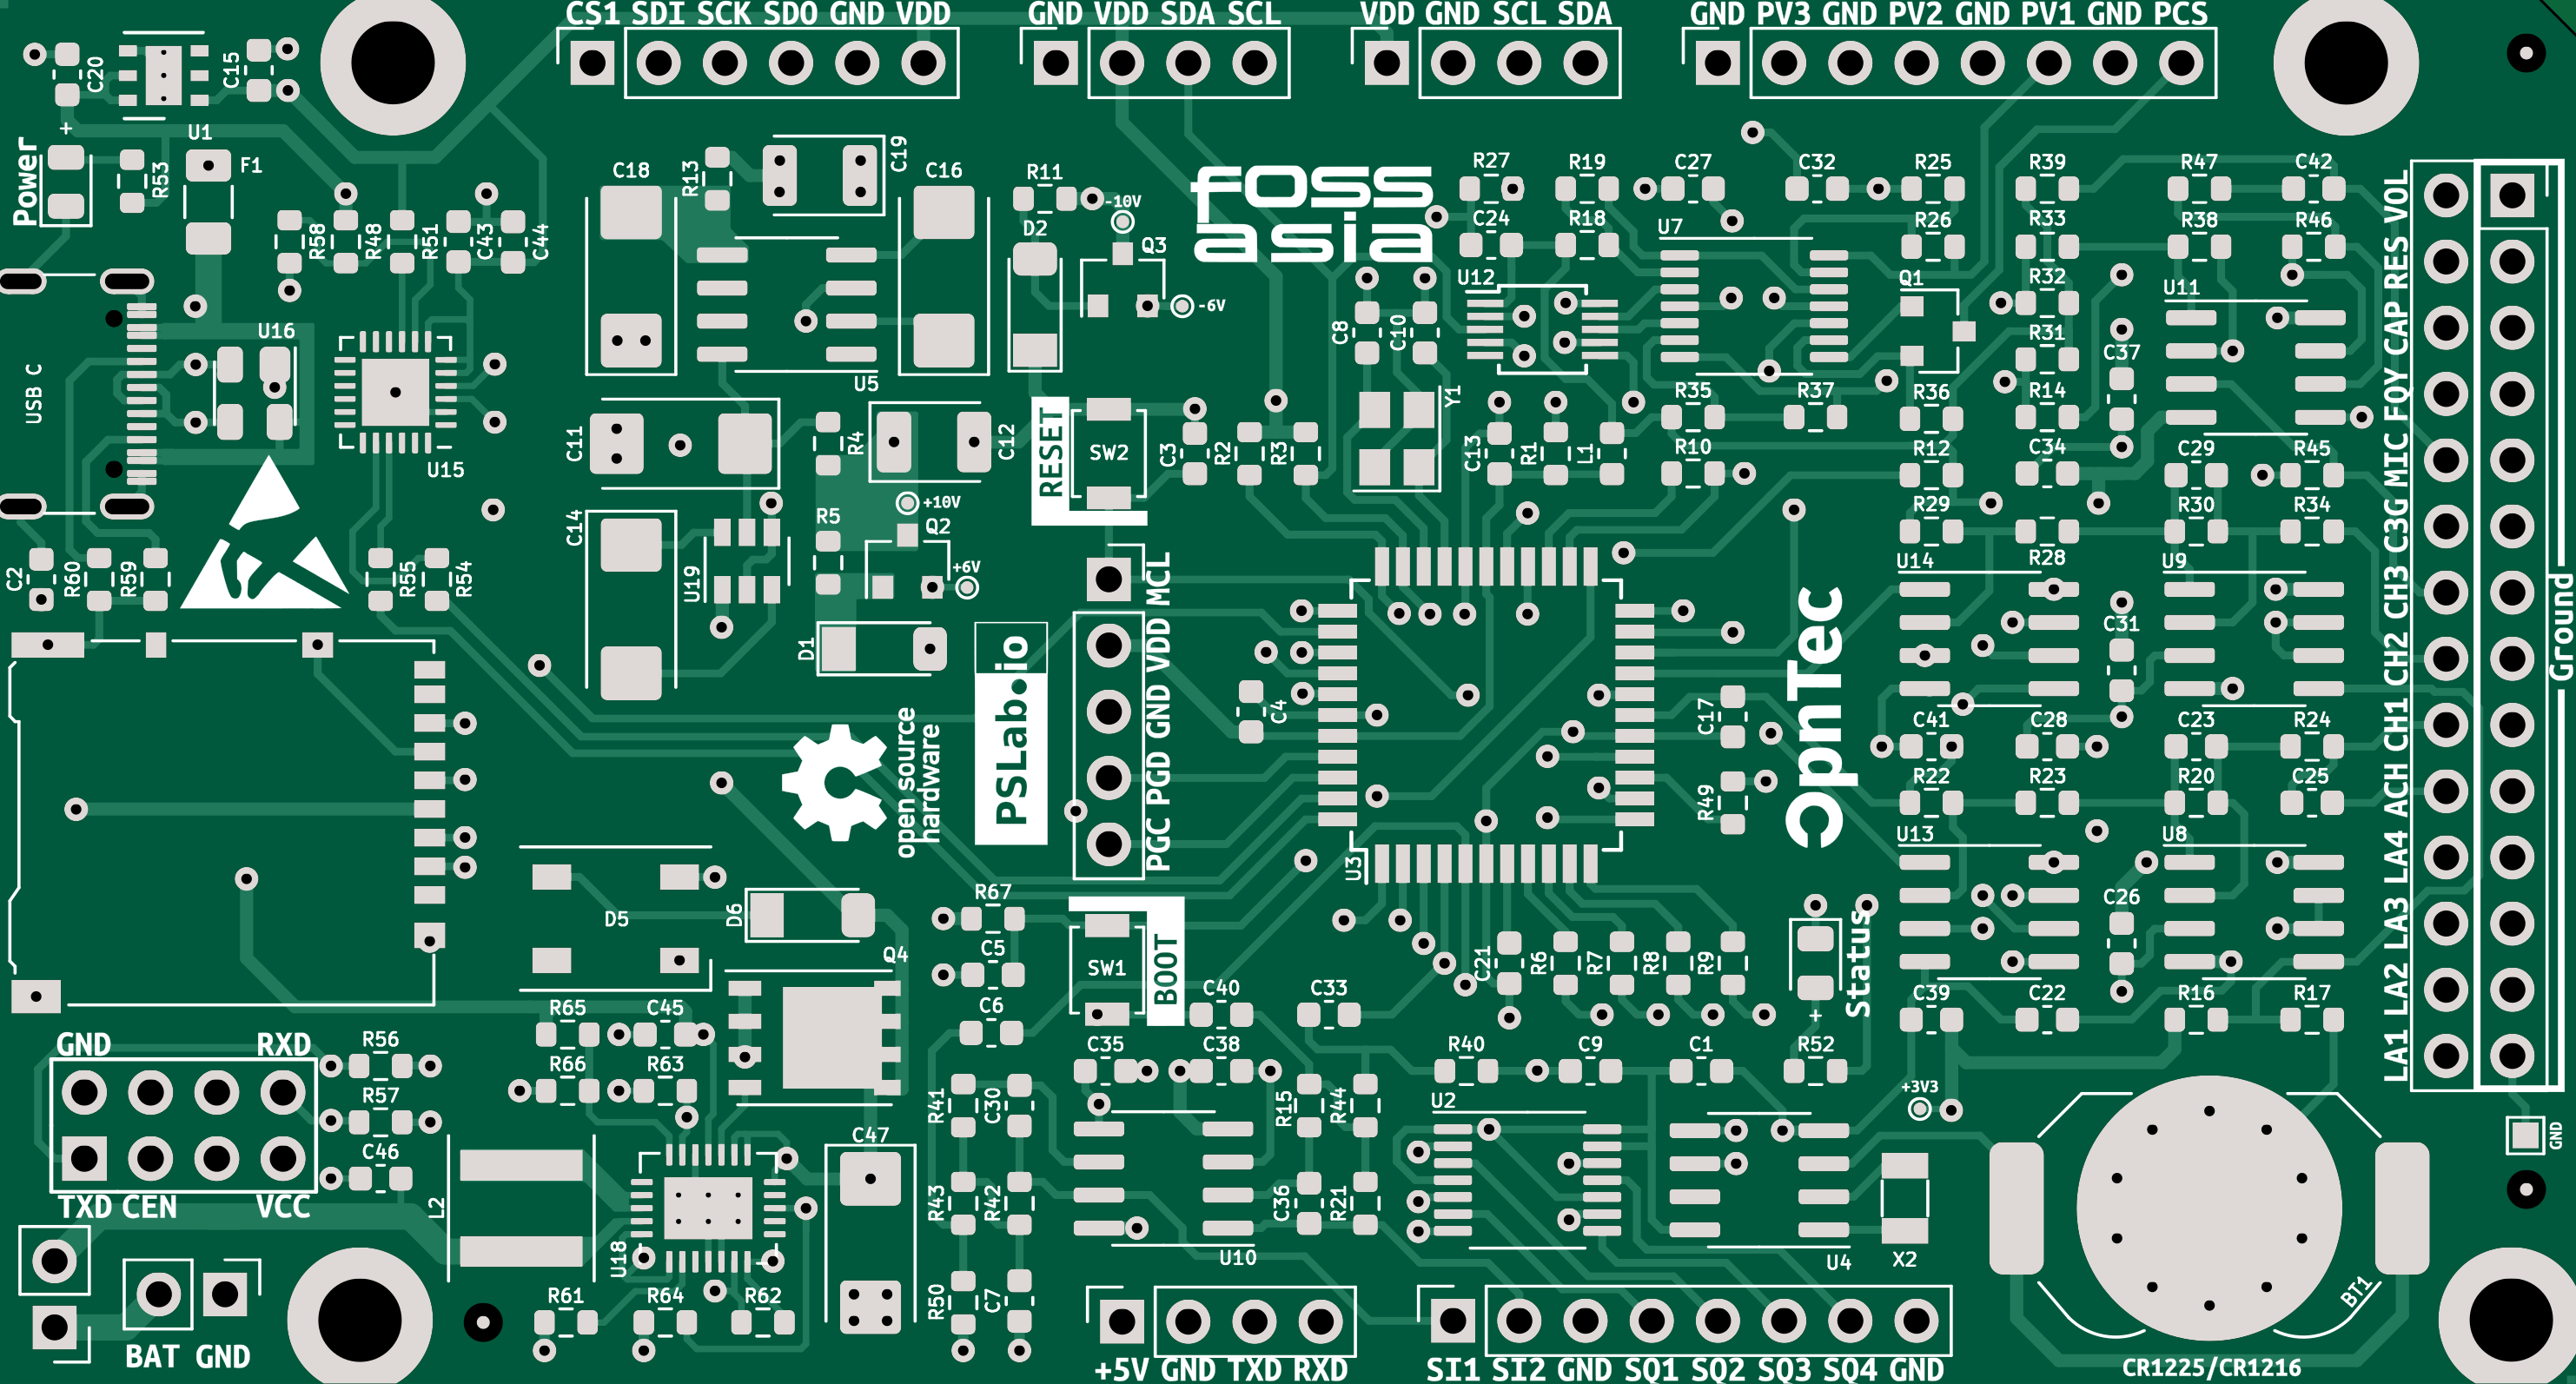 CS1 SDI SCK SDO GND VDD
GND VDD SDA SCL
VDD GND SCL SDA
GND PV3 GND PV2 GND PV1 GND PCS
C20
C15
U1
+
Power
R53
F1
R58
R48
R51
C43
C44
C18
R13
C19
C16
R11
-10V
D2
Q3
-6V
foss
asia
R27
R19
C27
C32
R25
R39
R47
C42
C24
R18
U7
R26
R33
R38
R46
U12
Q1
R32
U11
R31
C37
C8
C10
USB C
U16
U15
U5
Y1
R35
R37
R36
R14
C11
R4
C12
RESET
SW2
C3
R2
R3
C13
R1
L1
R10
R12
C34
C29
R45
+10V
Q2
R5
R29
R28
R30
R34
C14
U19
+6V
C2
R60
R59
R55
R54
U14
U9
D1
MCL
VDD
GND
PGD
PGC
PSLab.io
open source
hardware
C4
U3
C17
R49
OpnTec
C31
C41
C28
C23
R24
R22
R23
R20
C25
U13
U8
C26
VOL
RES
CAP
FQY
MIC
C3G
CH3
CH2
CH1
ACH
LA4
LA3
LA2
LA1
Ground
D5
D6
Q4
R67
C5
C6
SW1
BOOT
C21
R6
R7
R8
R9
Status
+
C39
C22
R16
R17
C40
C33
R65
C45
R66
R63
GND RXD
R56
R57
C46
TXD CEN VCC
C35
C38
R40
C9
C1
R52
+3V3
R41
C30
R15
R44
U2
GND
L2
U18
C47
R43
R42
C36
R21
U10
U4
X2
R61
R64
R62
R50
C7
BT1
BAT GND
+5V GND TXD RXD
SI1 SI2 GND SQ1 SQ2 SQ3 SQ4 GND
CR1225/CR1216